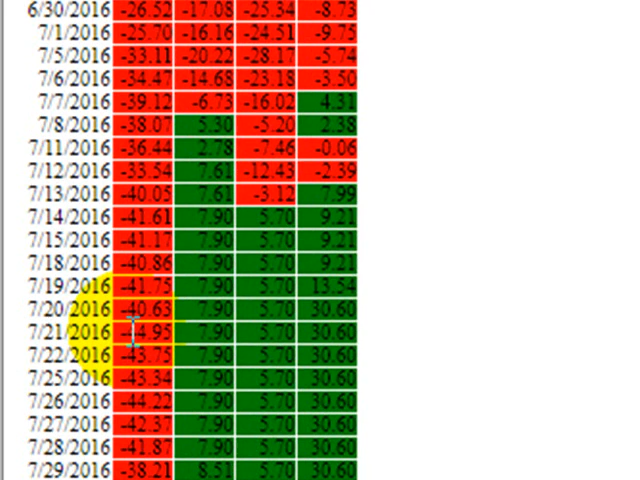 6/30/2016 -26.52 -17.08 -25.34 -8.73
7/1/2016 -25.70 -16.16 -24.51 -9.75
7/5/2016 -33.11 -20.22 -28.17 -5.74
7/6/2016 -34.47 -14.68 -23.18 -3.50
7/7/2016 -39.12 -6.73 -16.02 4.31
7/8/2016 -38.07 5.30 -5.20 2.38
7/11/2016 -36.44 2.78 -7.46 -0.06
7/12/2016 -33.54 7.61 -12.43 -2.39
7/13/2016 -40.05 7.61 -3.12 7.99
7/14/2016 -41.61 7.90 5.70 9.21
7/15/2016 -41.17 7.90 5.70 9.21
7/18/2016 -40.86 7.90 5.70 9.21
7/19/2016 -41.75 7.90 5.70 13.54
7/20/2016 -40.63 7.90 5.70 30.60
7/21/2016 -44.95 7.90 5.70 30.60
7/22/2016 -43.75 7.90 5.70 30.60
7/25/2016 -43.34 7.90 5.70 30.60
7/26/2016 -44.22 7.90 5.70 30.60
7/27/2016 -42.37 7.90 5.70 30.60
7/28/2016 -41.87 7.90 5.70 30.60
7/29/2016 -38.21 8.51 5.70 30.60